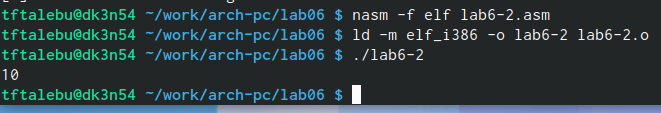 tftalebu@dk3n54 ~/work/arch-pc/lab06 $ nasm -f elf lab6-2.asm
tftalebu@dk3n54 ~/work/arch-pc/lab06 $ ld -m elf_i386 -o lab6-2 lab6-2.o
tftalebu@dk3n54 ~/work/arch-pc/lab06 $ ./lab6-2
10
tftalebu@dk3n54 ~/work/arch-pc/lab06 $